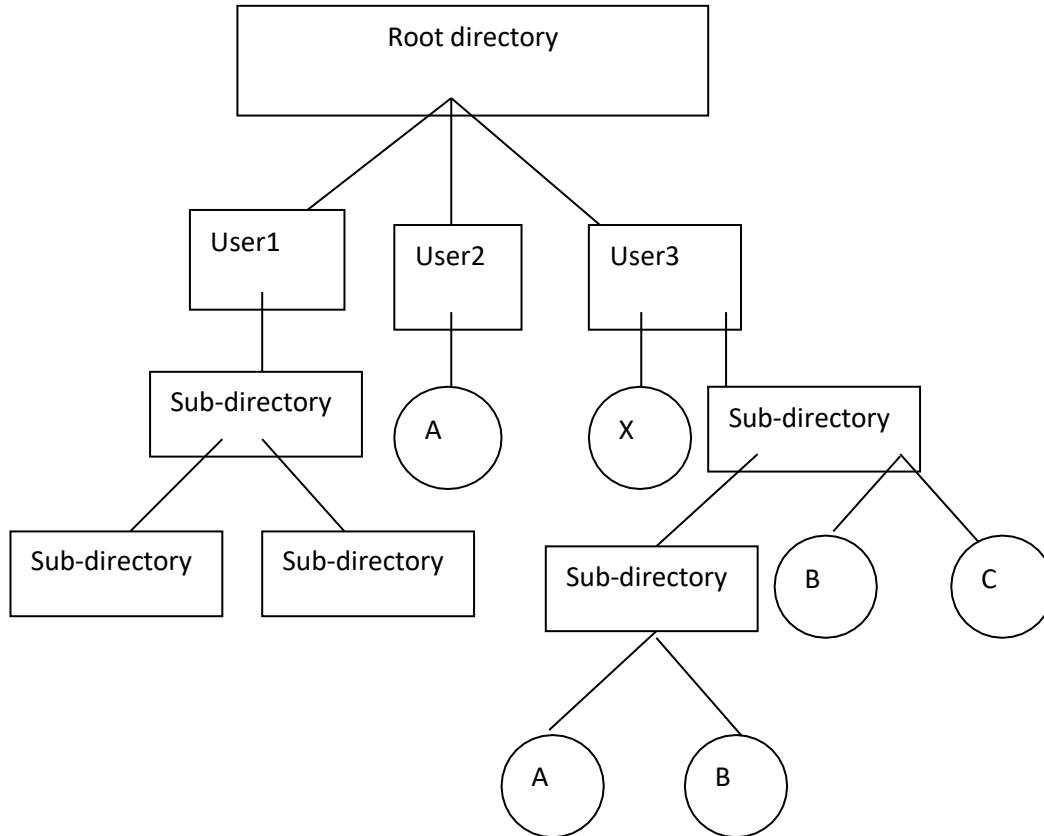 Root directory
User1
User2
User3
Sub-directory
A
X
Sub-directory
Sub-directory
Sub-directory
Sub-directory
B
C
A
B